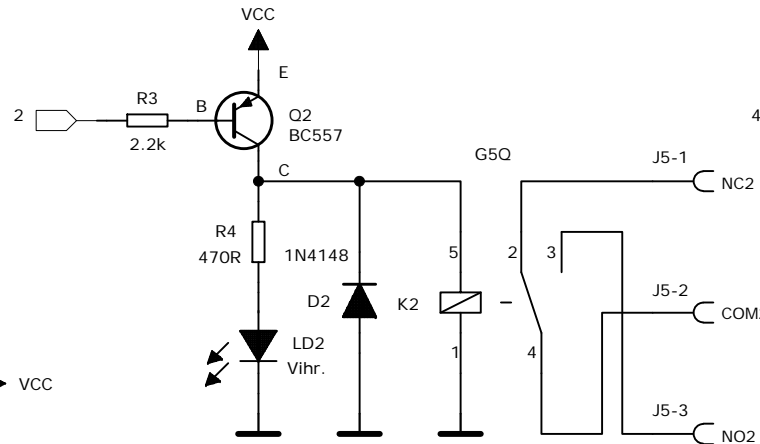 VCC
E
R3
B
2
Q2
BC557
2.2k
4
G5Q
J5-1
C
NC2
R4
470R
1N4148
5
2
3
D2
K2
J5-2
COM2
LD2
Vihr.
1
4
VCC
J5-3
NO2